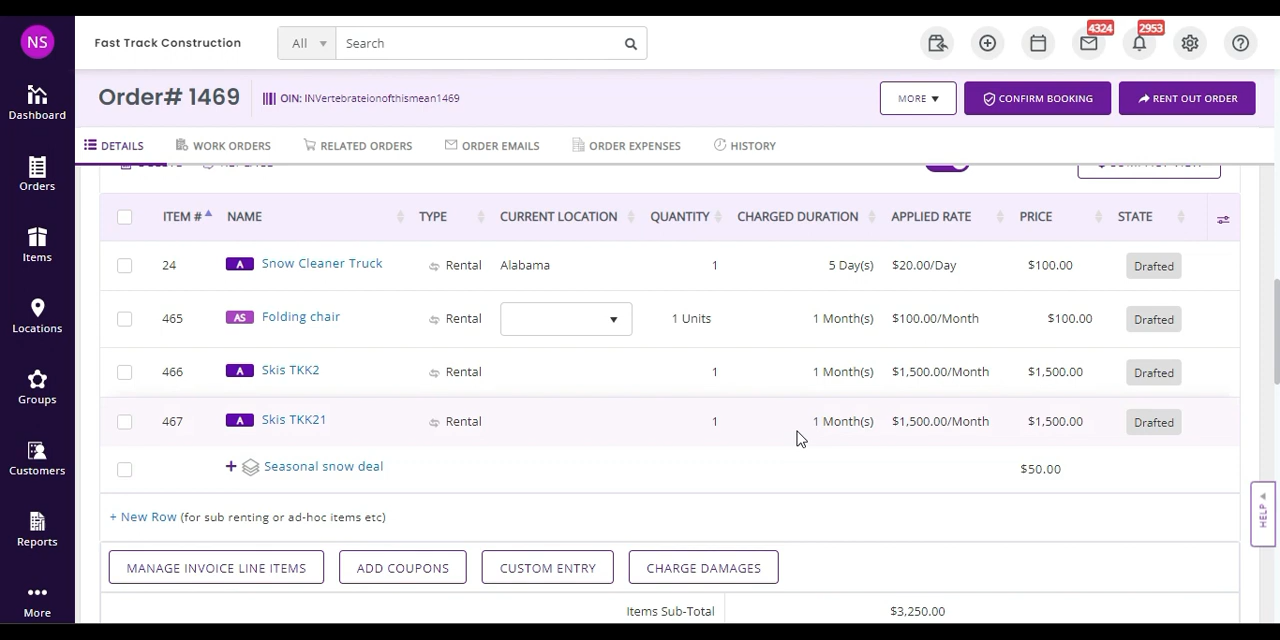 NS
Fast Track Construction
All
Search
4324
2953
Dashboard
Orders
Items
Locations
Groups
Customers
Reports
More
Order# 1469
OIN: INVertebrateIonofthismean1469
MORE
CONFIRM BOOKING
RENT OUT ORDER
DETAILS
WORK ORDERS
RELATED ORDERS
ORDER EMAILS
ORDER EXPENSES
HISTORY
ITEM # NAME TYPE CURRENT LOCATION QUANTITY CHARGED DURATION APPLIED RATE PRICE STATE
24 A Snow Cleaner Truck Rental Alabama 1 5 Day(s) $20.00/Day $100.00 Drafted
465 AS Folding chair Rental 1 Units 1 Month(s) $100.00/Month $100.00 Drafted
466 A Skis TKK2 Rental 1 1 Month(s) $1,500.00/Month $1,500.00 Drafted
467 A Skis TKK21 Rental 1 1 Month(s) $1,500.00/Month $1,500.00 Drafted
+ Seasonal snow deal $50.00
+ New Row (for sub renting or ad-hoc items etc)
MANAGE INVOICE LINE ITEMS
ADD COUPONS
CUSTOM ENTRY
CHARGE DAMAGES
Items Sub-Total $3,250.00
HELP